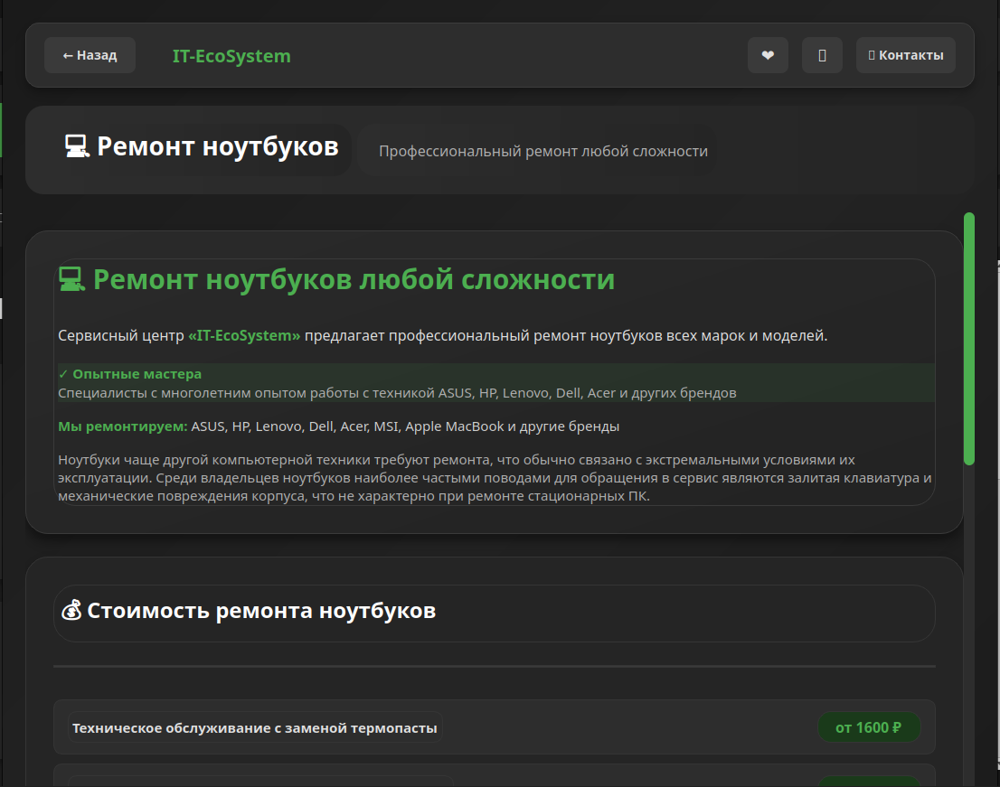 ← Назад
IT-EcoSystem
❤
Контакты
💻 Ремонт ноутбуков
Профессиональный ремонт любой сложности
💻 Ремонт ноутбуков любой сложности
Сервисный центр «IT-EcoSystem» предлагает профессиональный ремонт ноутбуков всех марок и моделей.
✓ Опытные мастера
Специалисты с многолетним опытом работы с техникой ASUS, HP, Lenovo, Dell, Acer и других брендов
Мы ремонтируем: ASUS, HP, Lenovo, Dell, Acer, MSI, Apple MacBook и другие бренды
Ноутбуки чаще другой компьютерной техники требуют ремонта, что обычно связано с экстремальными условиями их
эксплуатации. Среди владельцев ноутбуков наиболее частыми поводами для обращения в сервис являются залитая клавиатура и
механические повреждения корпуса, что не характерно при ремонте стационарных ПК.
💰 Стоимость ремонта ноутбуков
Техническое обслуживание с заменой термопасты
от 1600 ₽